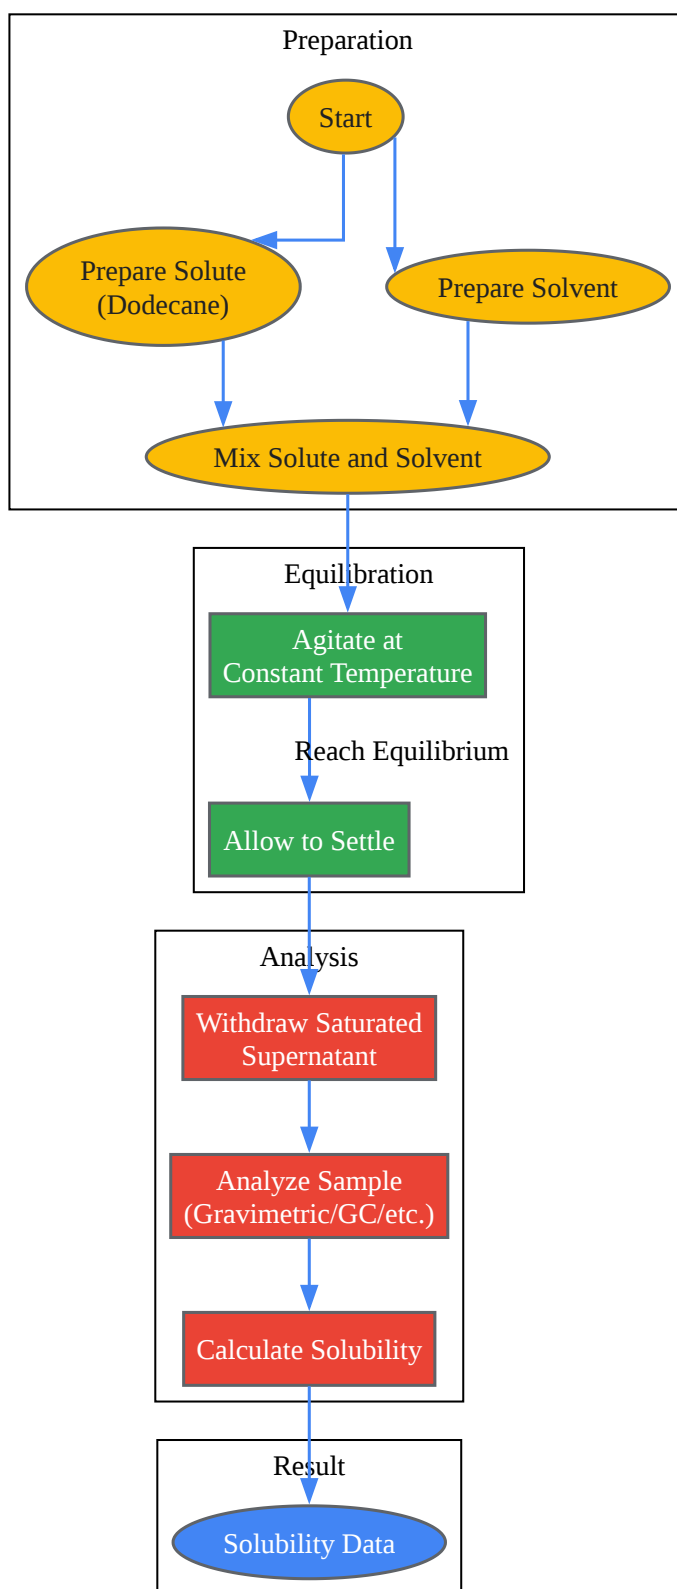 Preparation
Start
Prepare Solute
(Dodecane)
Prepare Solvent
Mix Solute and Solvent
Equilibration
Agitate at
Constant Temperature
Reach Equilibrium
Allow to Settle
Analysis
Withdraw Saturated
Supernatant
Analyze Sample
(Gravimetric/GC/etc.)
Calculate Solubility
Result
Solubility Data